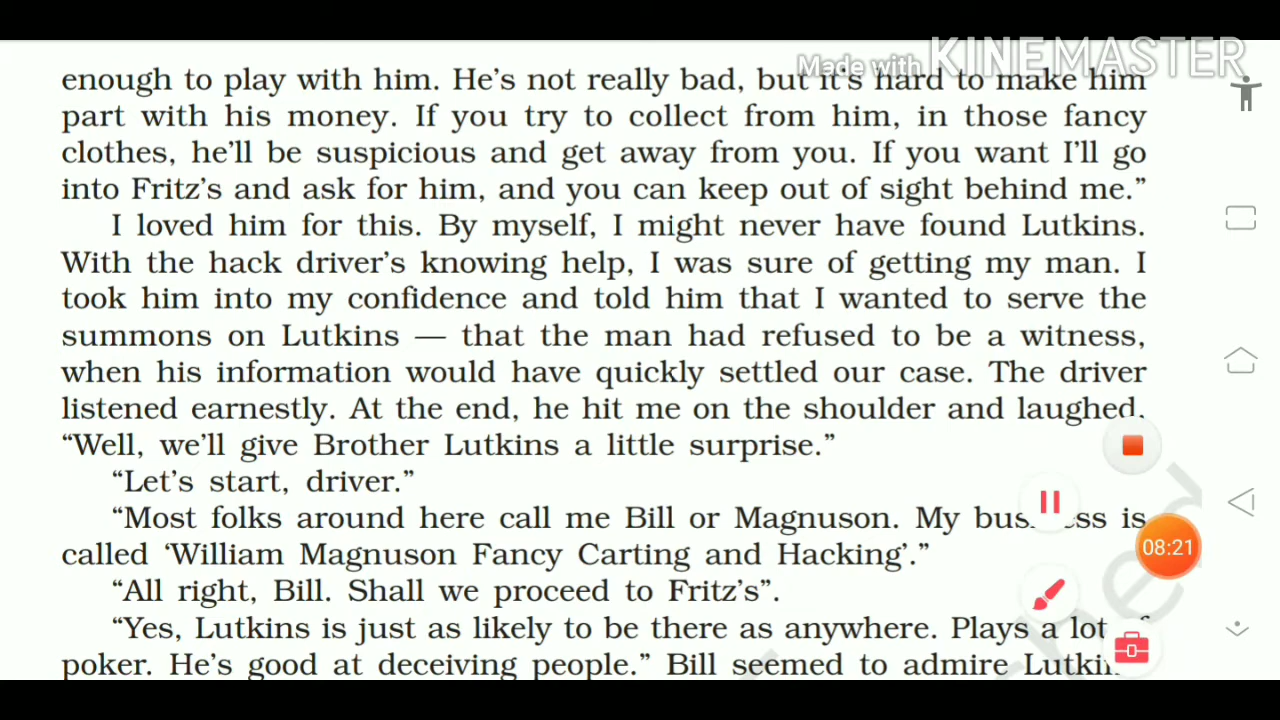 Made with KINEMASTER
enough to play with him. He's not really bad, but it's hard to make him
part with his money. If you try to collect from him, in those fancy
clothes, he'll be suspicious and get away from you. If you want I'll go
into Fritz's and ask for him, and you can keep out of sight behind me.”
I loved him for this. By myself, I might never have found Lutkins.
With the hack driver's knowing help, I was sure of getting my man. I
took him into my confidence and told him that I wanted to serve the
summons on Lutkins — that the man had refused to be a witness,
when his information would have quickly settled our case. The driver
listened earnestly. At the end, he hit me on the shoulder and laughed,
“Well, we'll give Brother Lutkins a little surprise.”
“Let's start, driver.”
“Most folks around here call me Bill or Magnuson. My business is
called ‘William Magnuson Fancy Carting and Hacking’.”
08:21
“All right, Bill. Shall we proceed to Fritz's”.
“Yes, Lutkins is just as likely to be there as anywhere. Plays a lot of
poker. He's good at deceiving people.” Bill seemed to admire